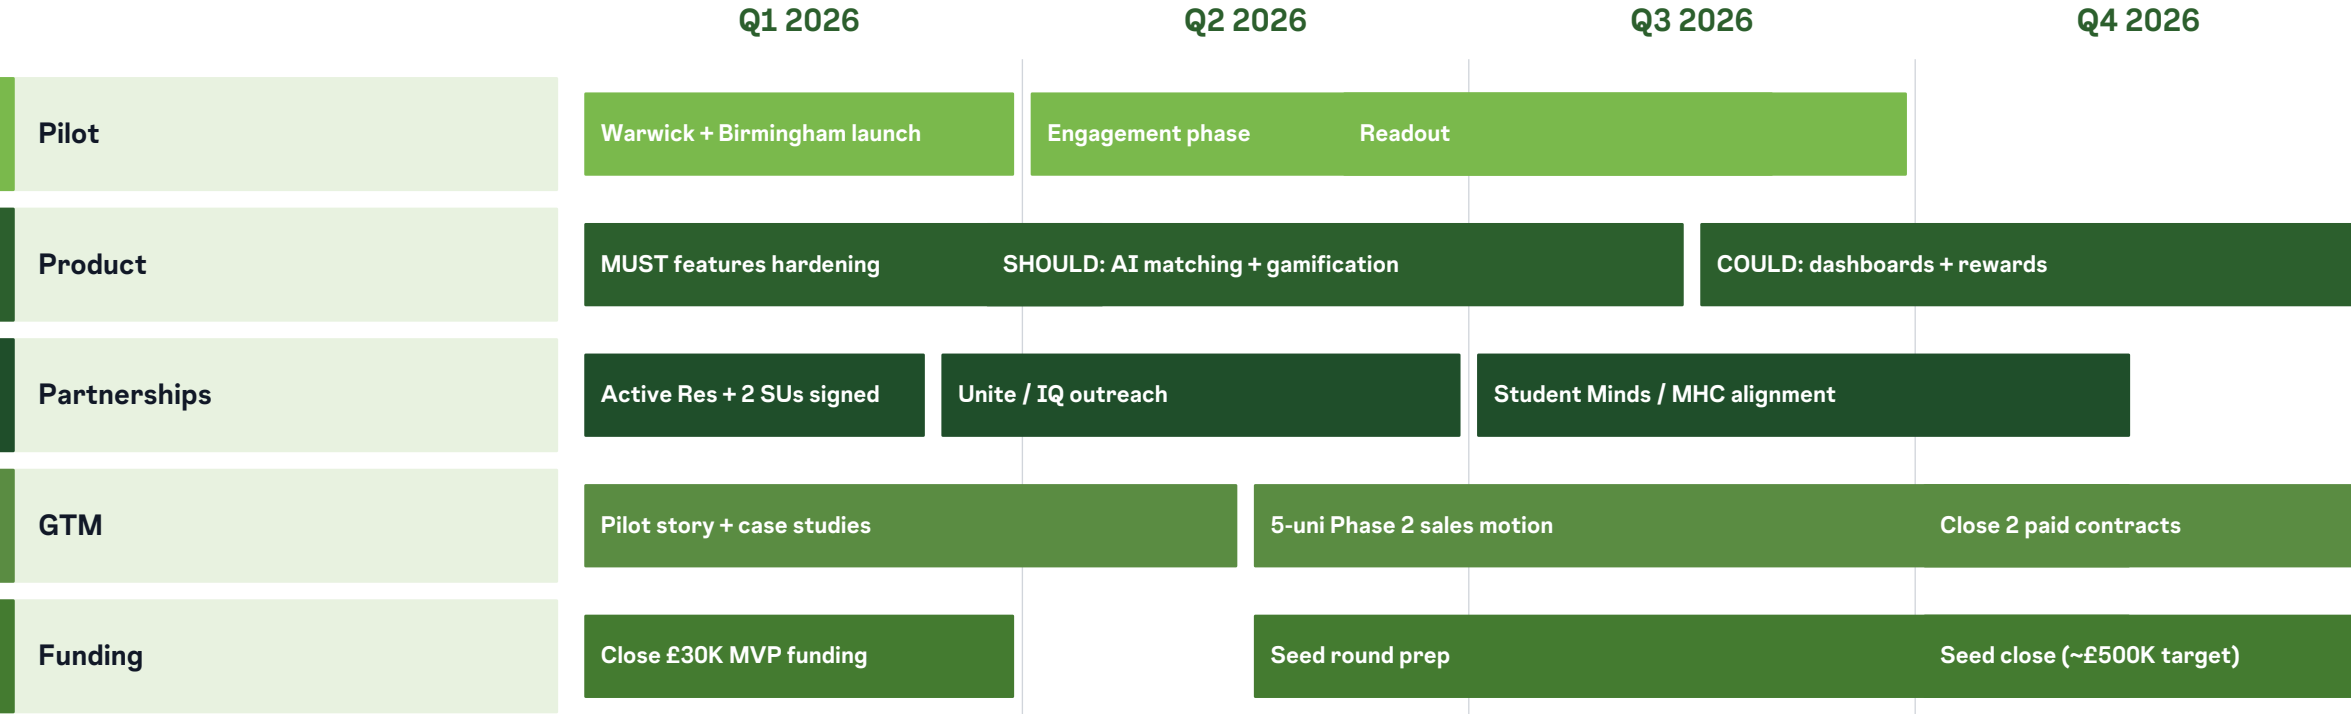 Q1 2026 Q2 2026 Q3 2026 Q4 2026
Pilot Warwick + Birmingham launch Engagement phase Readout
Product MUST features hardening SHOULD: AI matching + gamification COULD: dashboards + rewards
Partnerships Active Res + 2 SUs signed Unite / IQ outreach Student Minds / MHC alignment
GTM Pilot story + case studies 5-uni Phase 2 sales motion Close 2 paid contracts
Funding Close £30K MVP funding Seed round prep Seed close (~£500K target)